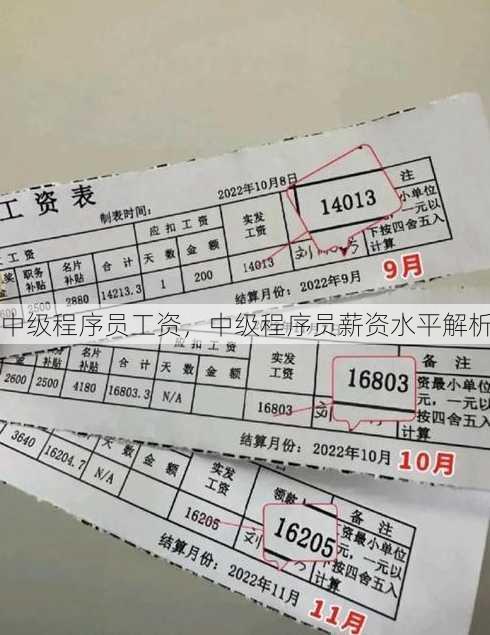 工资表
制表时间: 2022年10月8日
应扣工资
备注
奖 职务补贴 名片补贴 合计 天数 金额 实发工资
小单位
一元以
下按四舍五入
计算
2500 2880 14213.3 1 200 14013
14013
结算月份: 2022年9月
9月
中级程序员工资，中级程序员薪资水平解析
职务补贴 名片补贴 合计 天数 金额 实发工资
备注
资最小单位
元，一元以
按四舍五入
计算
2600 2500 4180 16803.3 N/A 16803
16803
结算月份: 2022年10月
10月
天数 金额 实发工资 领薪
备注
资最小单位
元，一元以
按四舍五入
计算
3640 16204.7 N/A 16205
16205
结算月份: 2022年11月
11月